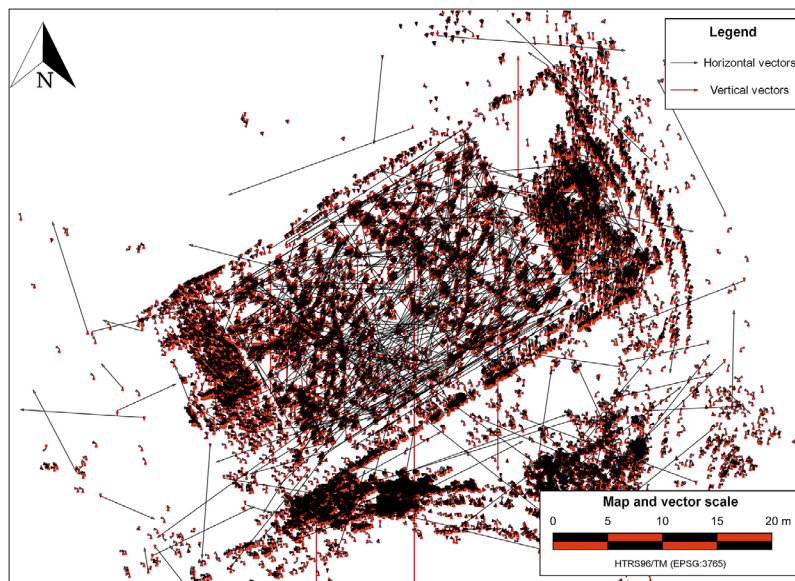 N
Legend
Horizontal vectors
Vertical vectors
Map and vector scale
0 5 10 15 20 m
HTRS96/TM (EPSG:3765)